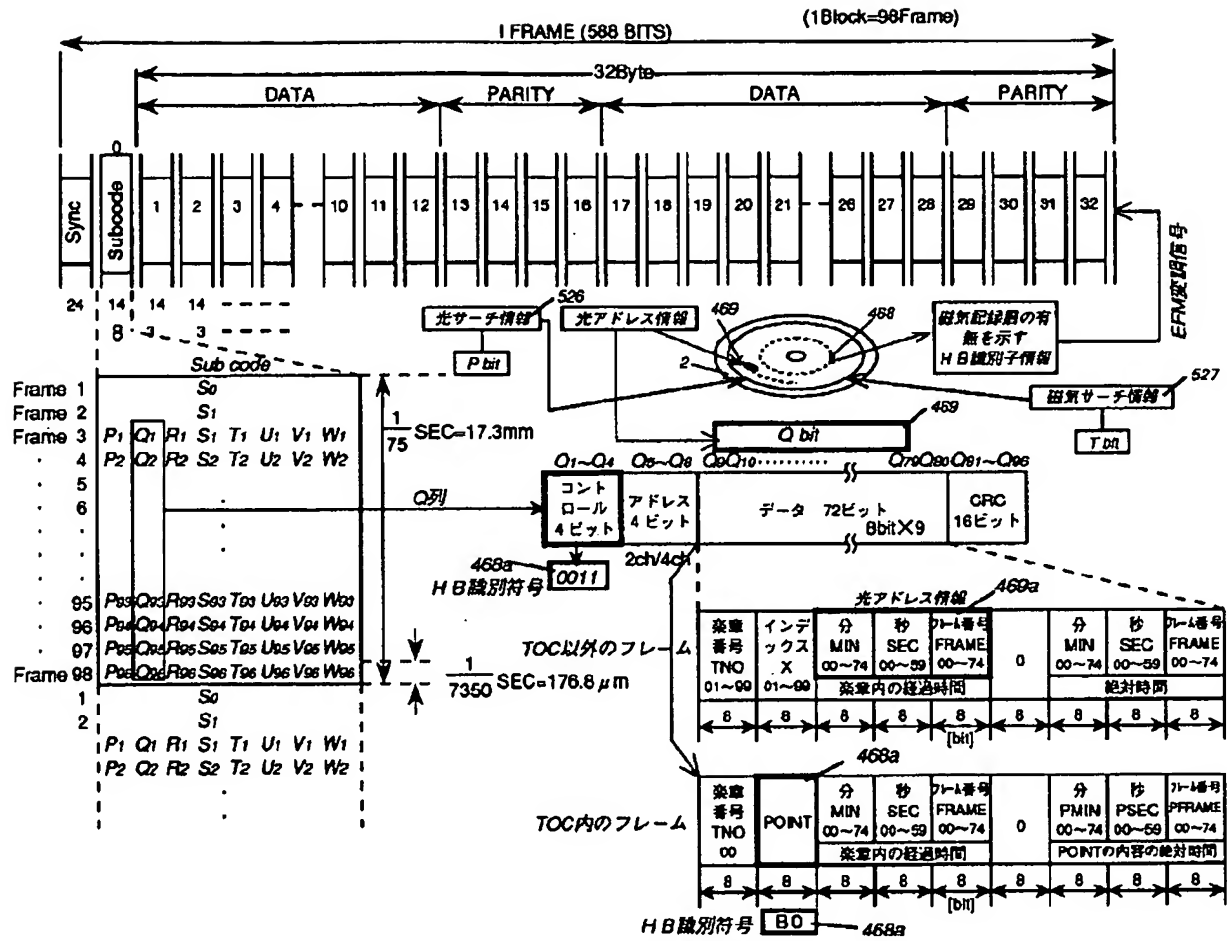 (1Block=98Frame)
I FRAME (588 BITS)
32Byte
DATA PARITY DATA PARITY
0
Sync Subcode 1 2 3 4 10 11 12 13 14 15 16 17 18 19 20 21 26 27 28 29 30 31 32
EFM変調信号
24 14 14 14
8 3 3
光サーチ情報 526
光アドレス情報
P bit
469 468
2
磁気記録層の有
無を示す
HB識別子情報
磁気サーチ情報 527
T bit
Sub code
Frame 1 S0
Frame 2 S1
Frame 3 P1 Q1 R1 S1 T1 U1 V1 W1
4 P2 Q2 R2 S2 T2 U2 V2 W2
5
6
95 P93 Q93 R93 S93 T93 U93 V93 W93
96 P94 Q94 R94 S94 T94 U94 V94 W94
97 P95 Q95 R95 S95 T95 U95 V95 W95
Frame 98 P96 Q96 R96 S96 T96 U96 V96 W96
1 S0
2 S1
P1 Q1 R1 S1 T1 U1 V1 W1
P2 Q2 R2 S2 T2 U2 V2 W2
1/75 SEC=17.3mm
1/7350 SEC=176.8μm
Q列
Q bit 469
Q1~Q4 Q5~Q8 Q9Q10 Q79Q80Q81~Q96
コント
ロール
4ビット
アドレス
4ビット
データ 72ビット
8bit×9
CRC
16ビット
2ch/4ch
468a
HB識別符号 0011
光アドレス情報 469a
TOC以外のフレーム
楽章
番号
TNO
01~99
インデ
ックス
X
01~99
分
MIN
00~74
秒
SEC
00~59
フレーム番号
FRAME
00~74
楽章内の経過時間
0
分
MIN
00~74
秒
SEC
00~59
フレーム番号
FRAME
00~74
絶対時間
8 8 8 8 8 8 8 8 8
[bit]
468a
TOC内のフレーム
楽章
番号
TNO
00
POINT
分
MIN
00~74
秒
SEC
00~59
フレーム番号
FRAME
00~74
楽章内の経過時間
0
分
PMIN
00~74
秒
PSEC
00~59
フレーム番号
PFRAME
00~74
POINTの内容の絶対時間
8 8 8 8 8 8 8 8 8
[bit]
HB識別符号 B0 468a